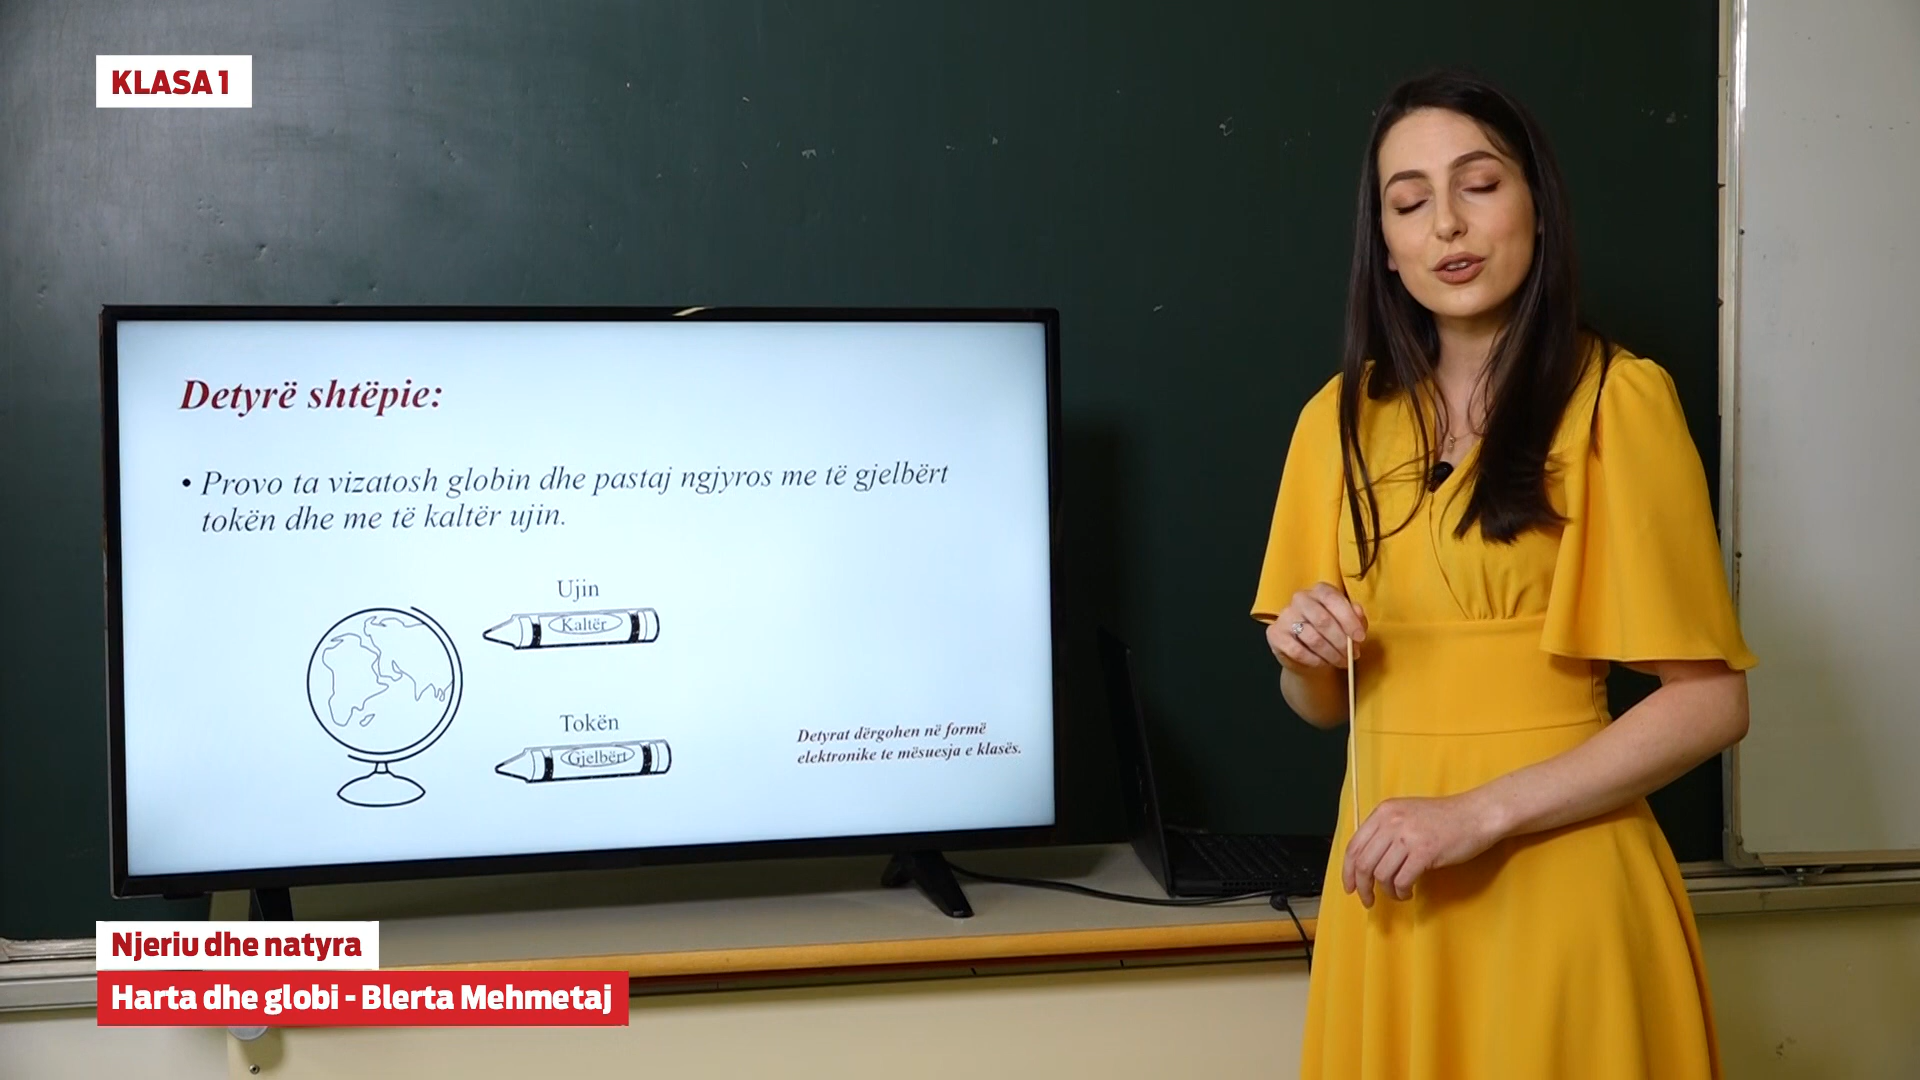 KLASA 1
Detyrë shtëpie:
• Provo ta vizatosh globin dhe pastaj ngjyros me të gjelbërt
tokën dhe me të kaltër ujin.
Ujin
Kaltër
Tokën
Gjelbërt
Detyrat dërgohen në formë
elektronike te mësuesja e klasës.
Njeriu dhe natyra
Harta dhe globi - Blerta Mehmetaj